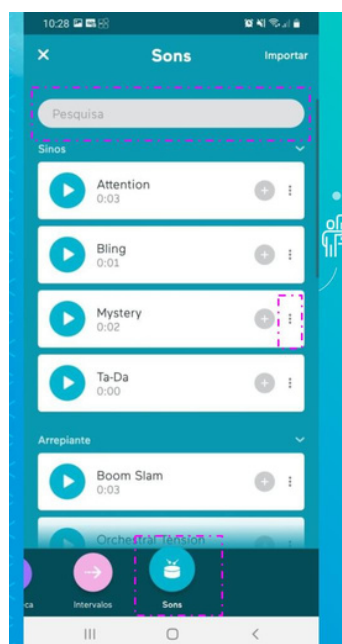 10:28
Sons
Importar
Pesquisa
Sinos
Attention
0:03
Bling
0:01
Mystery
0:02
Ta-Da
0:00
Arrepiante
Boom Slam
0:03
Orchestral Tension
ca
Intervalos
Sons